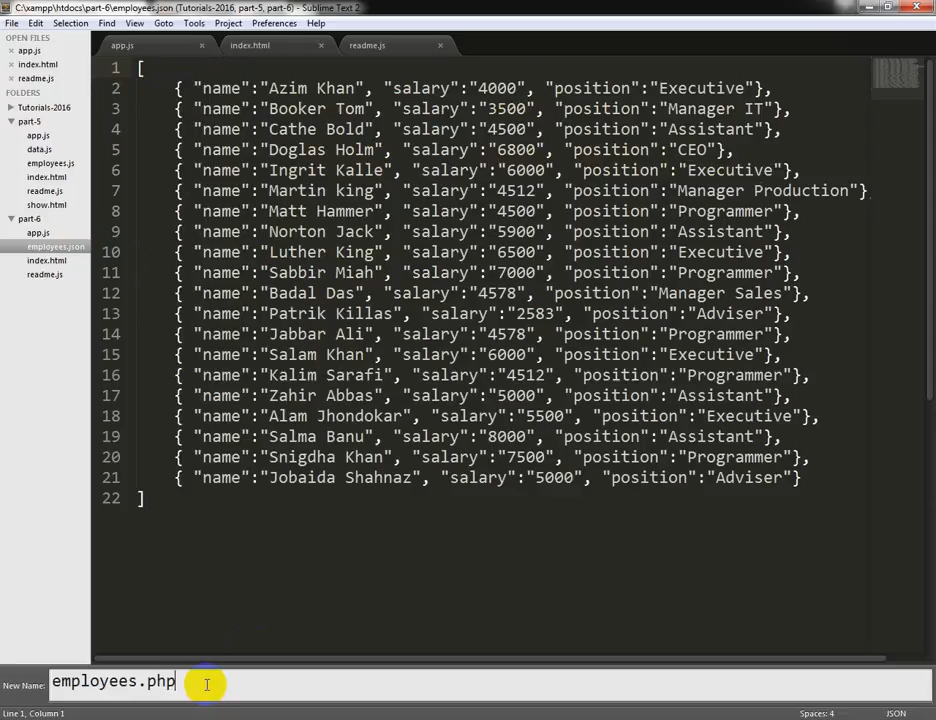 C:\xampp\htdocs\part-6\employees.json (Tutorials-2016, part-5, part-6) - Sublime Text 2
File Edit Selection Find View Goto Tools Project Preferences Help
OPEN FILES
app.js
index.html
readme.js
FOLDERS
Tutorials-2016
part-5
app.js
data.js
employees.js
index.html
readme.js
show.html
part-6
app.js
employees.json
index.html
readme.js
app.js index.html readme.js
1 [
2 { "name":"Azim Khan", "salary":"4000", "position":"Executive"},
3 { "name":"Booker Tom", "salary":"3500", "position":"Manager IT"},
4 { "name":"Cathe Bold", "salary":"4500", "position":"Assistant"},
5 { "name":"Doglas Holm", "salary":"6800", "position":"CEO"},
6 { "name":"Ingrit Kalle", "salary":"6000", "position":"Executive"},
7 { "name":"Martin king", "salary":"4512", "position":"Manager Production"},
8 { "name":"Matt Hammer", "salary":"4500", "position":"Programmer"},
9 { "name":"Norton Jack", "salary":"5900", "position":"Assistant"},
10 { "name":"Luther King", "salary":"6500", "position":"Executive"},
11 { "name":"Sabbir Miah", "salary":"7000", "position":"Programmer"},
12 { "name":"Badal Das", "salary":"4578", "position":"Manager Sales"},
13 { "name":"Patrik Killas", "salary":"2583", "position":"Adviser"},
14 { "name":"Jabbar Ali", "salary":"4578", "position":"Programmer"},
15 { "name":"Salam Khan", "salary":"6000", "position":"Executive"},
16 { "name":"Kalim Sarafi", "salary":"4512", "position":"Programmer"},
17 { "name":"Zahir Abbas", "salary":"5000", "position":"Assistant"},
18 { "name":"Alam Jhondokar", "salary":"5500", "position":"Executive"},
19 { "name":"Salma Banu", "salary":"8000", "position":"Assistant"},
20 { "name":"Snigdha Khan", "salary":"7500", "position":"Programmer"},
21 { "name":"Jobaida Shahnaz", "salary":"5000", "position":"Adviser"}
22 ]
New Name: employees.php
Line 1, Column 1 Spaces: 4 JSON